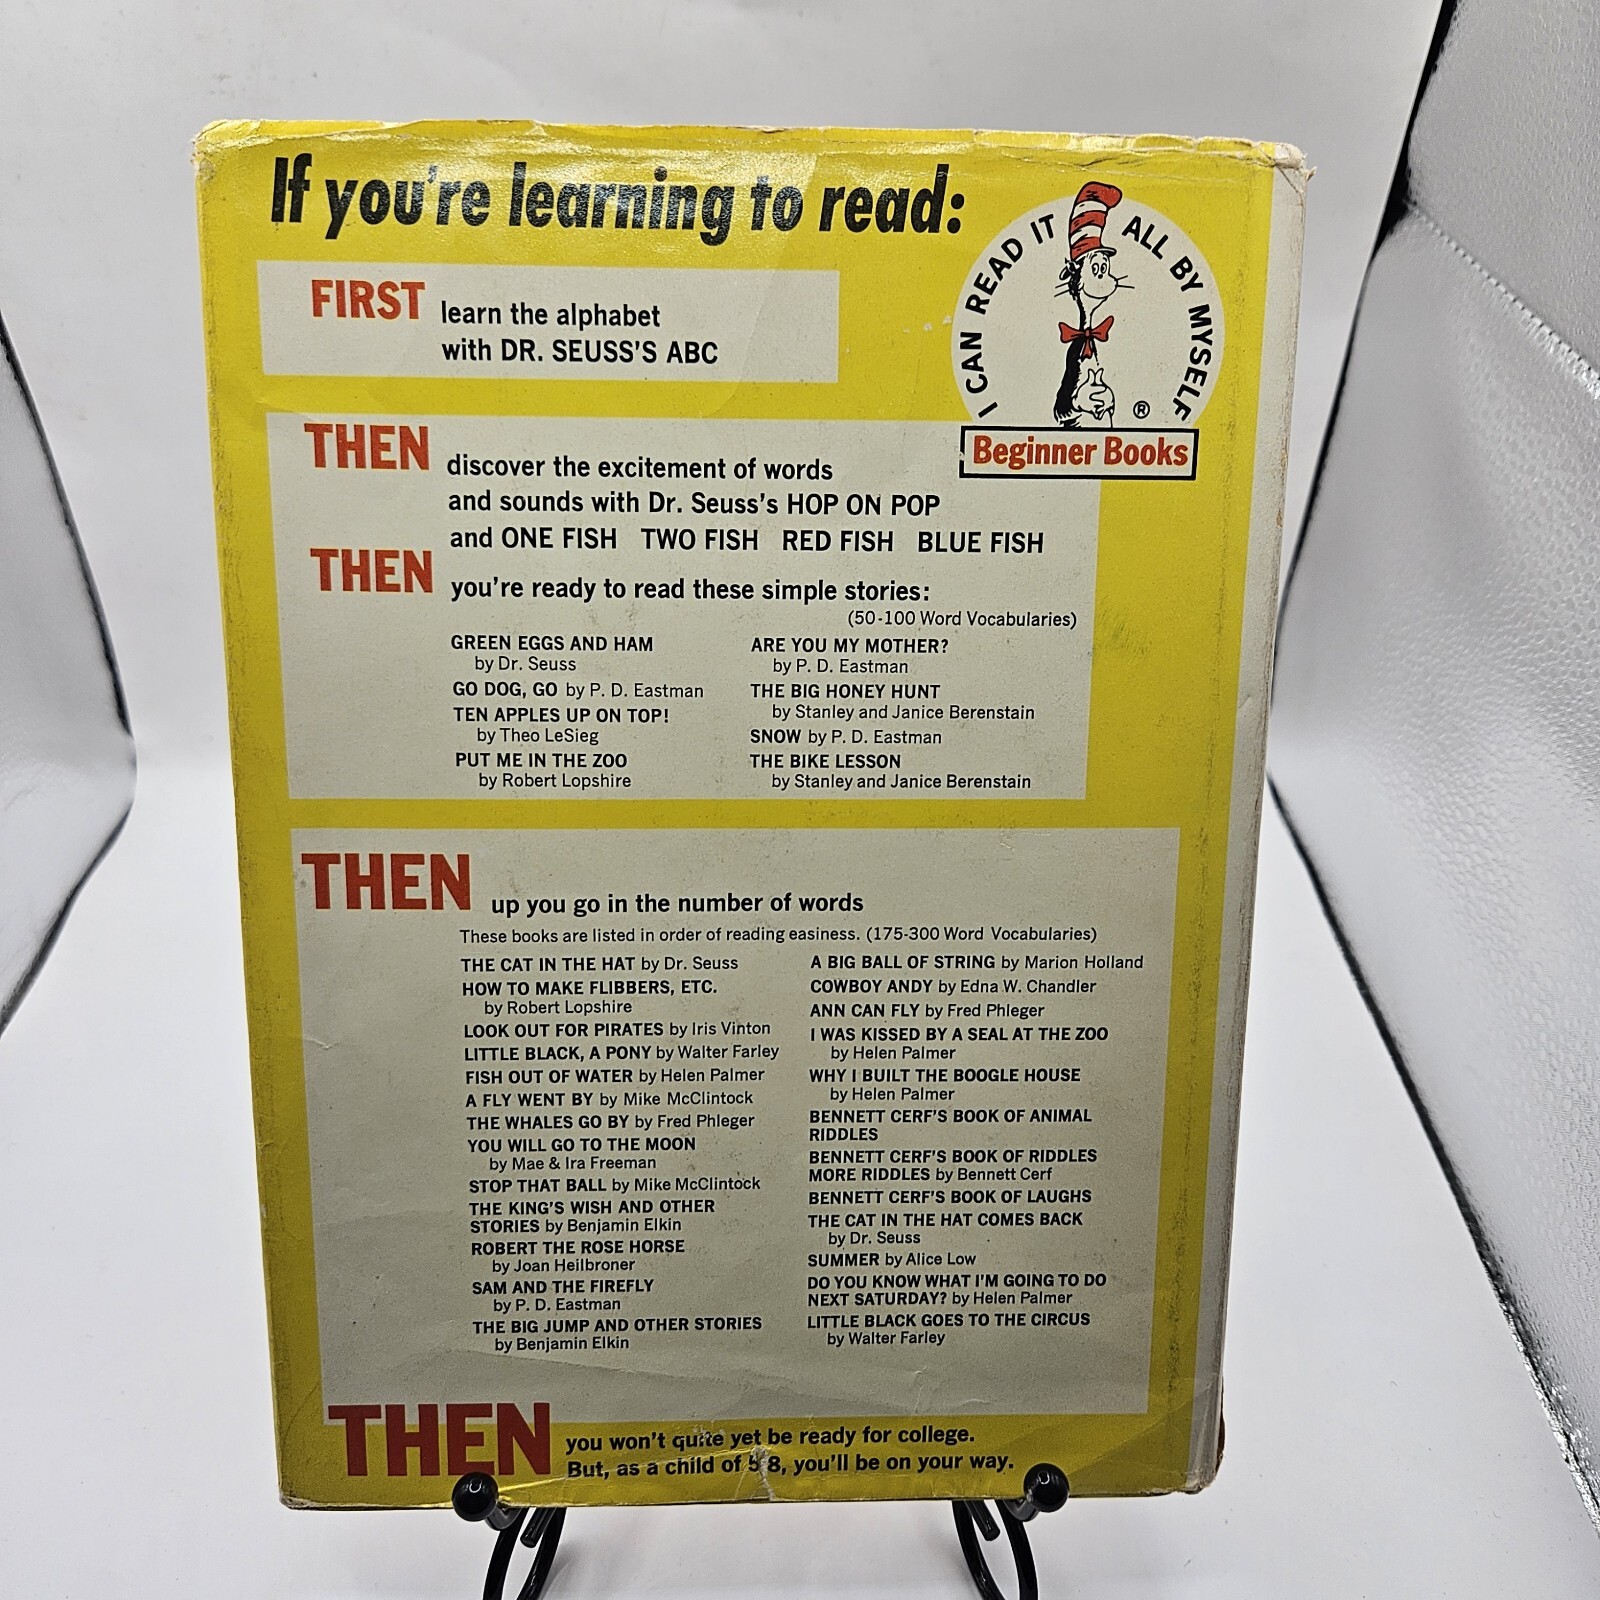 If you're learning to read:
I CAN READ IT ALL BY MYSELF
®
Beginner Books
FIRST learn the alphabet
with DR. SEUSS'S ABC
THEN discover the excitement of words
and sounds with Dr. Seuss's HOP ON POP
and ONE FISH TWO FISH RED FISH BLUE FISH
THEN you're ready to read these simple stories:
(50-100 Word Vocabularies)
GREEN EGGS AND HAM
by Dr. Seuss
GO DOG, GO by P. D. Eastman
TEN APPLES UP ON TOP!
by Theo LeSieg
PUT ME IN THE ZOO
by Robert Lopshire
ARE YOU MY MOTHER?
by P. D. Eastman
THE BIG HONEY HUNT
by Stanley and Janice Berenstain
SNOW by P. D. Eastman
THE BIKE LESSON
by Stanley and Janice Berenstain
THEN up you go in the number of words
These books are listed in order of reading easiness. (175-300 Word Vocabularies)
THE CAT IN THE HAT by Dr. Seuss
HOW TO MAKE FLIBBERS, ETC.
by Robert Lopshire
LOOK OUT FOR PIRATES by Iris Vinton
LITTLE BLACK, A PONY by Walter Farley
FISH OUT OF WATER by Helen Palmer
A FLY WENT BY by Mike McClintock
THE WHALES GO BY by Fred Phleger
YOU WILL GO TO THE MOON
by Mae & Ira Freeman
STOP THAT BALL by Mike McClintock
THE KING'S WISH AND OTHER
STORIES by Benjamin Elkin
ROBERT THE ROSE HORSE
by Joan Heilbroner
SAM AND THE FIREFLY
by P. D. Eastman
THE BIG JUMP AND OTHER STORIES
by Benjamin Elkin
A BIG BALL OF STRING by Marion Holland
COWBOY ANDY by Edna W. Chandler
ANN CAN FLY by Fred Phleger
I WAS KISSED BY A SEAL AT THE ZOO
by Helen Palmer
WHY I BUILT THE BOOGLE HOUSE
by Helen Palmer
BENNETT CERF'S BOOK OF ANIMAL
RIDDLES
BENNETT CERF'S BOOK OF RIDDLES
MORE RIDDLES by Bennett Cerf
BENNETT CERF'S BOOK OF LAUGHS
THE CAT IN THE HAT COMES BACK
by Dr. Seuss
SUMMER by Alice Low
DO YOU KNOW WHAT I'M GOING TO DO
NEXT SATURDAY? by Helen Palmer
LITTLE BLACK GOES TO THE CIRCUS
by Walter Farley
THEN you won't quite yet be ready for college.
But, as a child of 5-8, you'll be on your way.